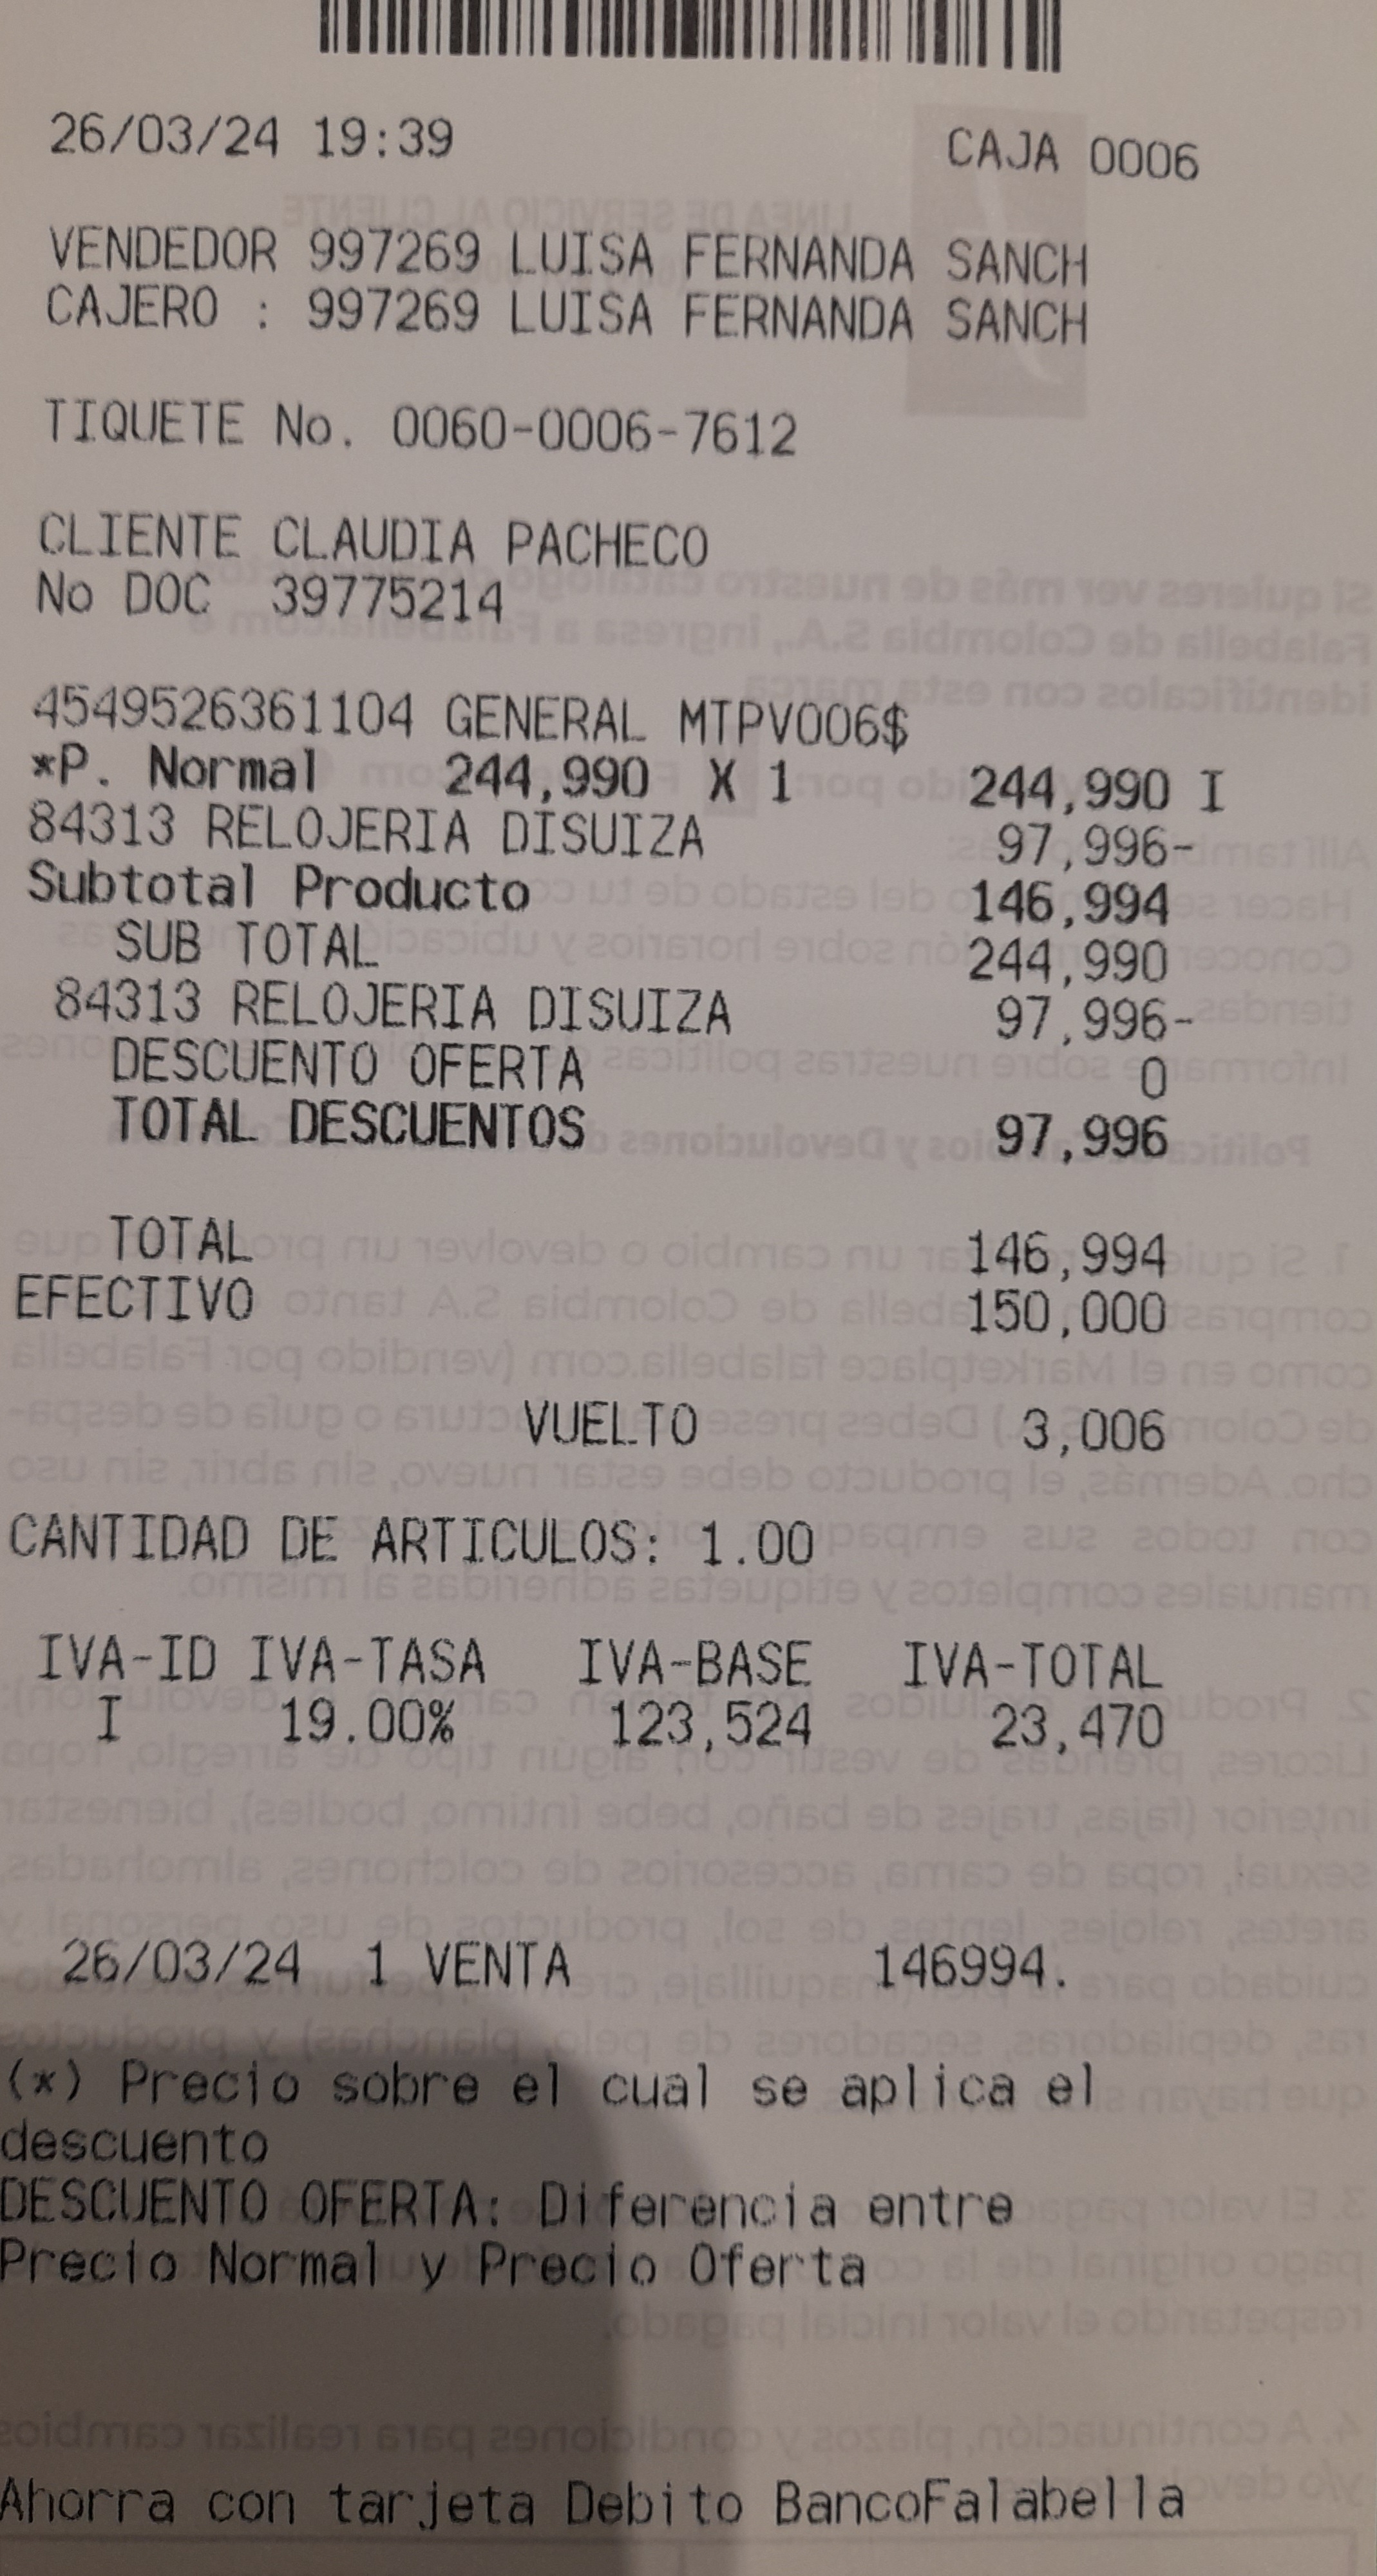 26/03/24 19:39 CAJA 0006
VENDEDOR 997269 LUISA FERNANDA SANCH
CAJERO : 997269 LUISA FERNANDA SANCH
TIQUETE No. 0060-0006-7612
CLIENTE CLAUDIA PACHECO
No DOC 39775214
4549526361104 GENERAL MTPV006$
*P. Normal 244,990 X 1 244,990 I
84313 RELOJERIA DISUIZA 97,996-
Subtotal Producto 146,994
SUB TOTAL 244,990
84313 RELOJERIA DISUIZA 97,996-
DESCUENTO OFERTA 0
TOTAL DESCUENTOS 97,996
TOTAL 146,994
EFECTIVO 150,000
VUELTO 3,006
CANTIDAD DE ARTICULOS: 1.00
IVA-ID IVA-TASA IVA-BASE IVA-TOTAL
I 19.00% 123,524 23,470
26/03/24 1 VENTA 146994.
(*) Precio sobre el cual se aplica el
descuento
DESCUENTO OFERTA: Diferencia entre
Precio Normal y Precio Oferta
Ahorra con tarjeta Debito BancoFalabella